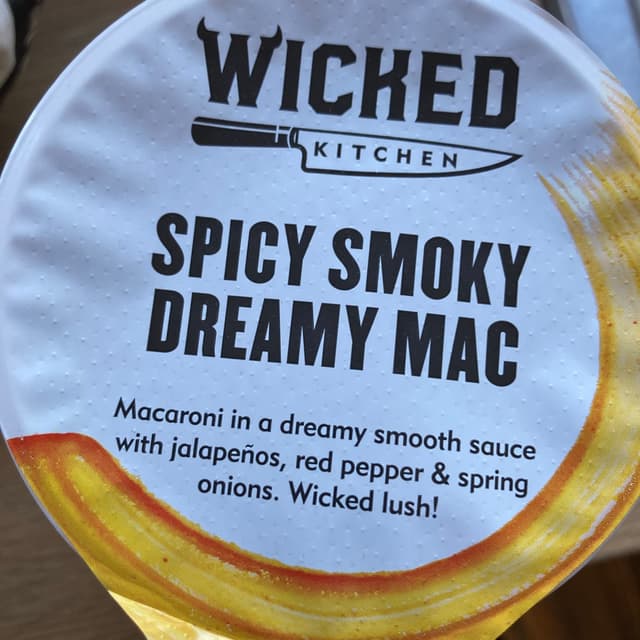 WICKED
KITCHEN
SPICY SMOKY
DREAMY MAC
Macaroni in a dreamy smooth sauce
with jalapeños, red pepper & spring
onions. Wicked lush!